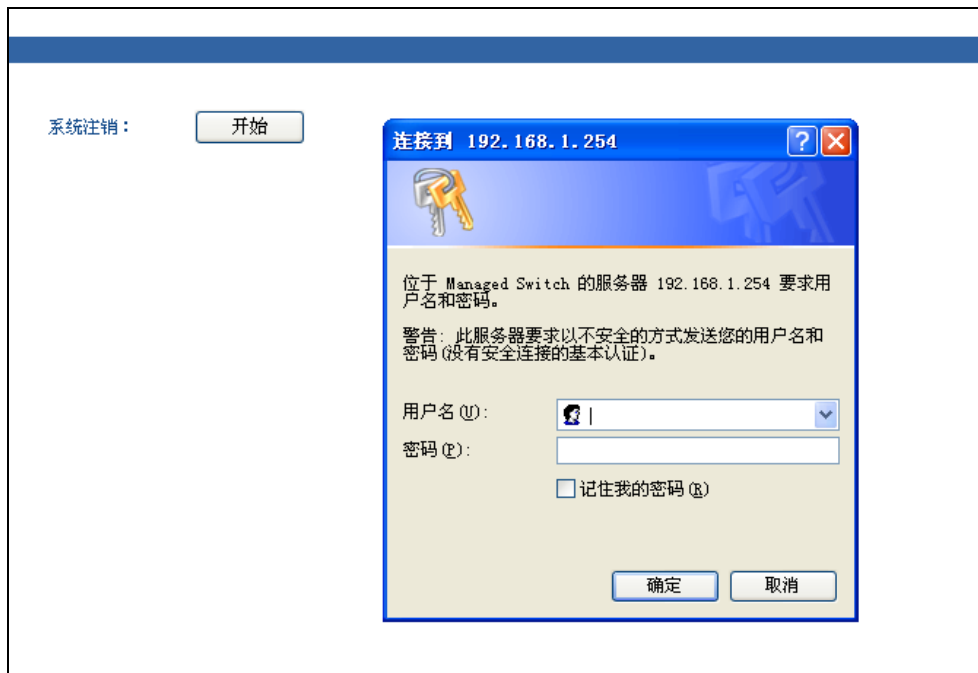 系统注销：
开始
连接到 192.168.1.254
位于 Managed Switch 的服务器 192.168.1.254 要求用
户名和密码。
警告: 此服务器要求以不安全的方式发送您的用户名和
密码(没有安全连接的基本认证)。
用户名(U):
密码(P):
记住我的密码(R)
确定
取消